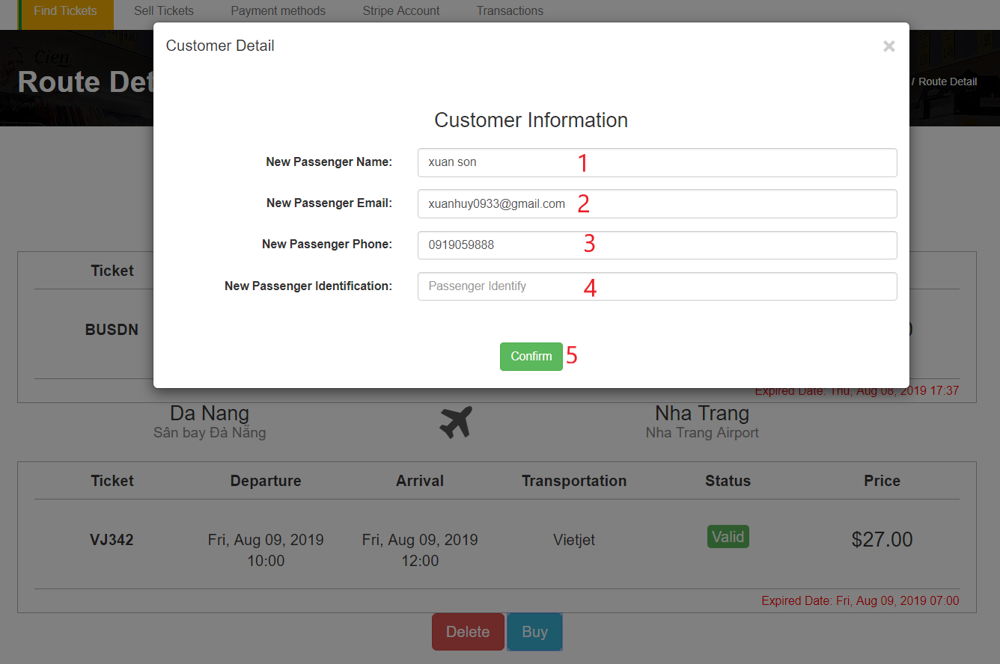 Find Tickets Sell Tickets Payment methods Stripe Account Transactions
Customer Detail ×
Cien
Route Det
/ Route Detail
Customer Information
New Passenger Name: xuan son 1
New Passenger Email: xuanhuy0933@gmail.com 2
New Passenger Phone: 0919059888 3
New Passenger Identification: Passenger Identify 4
Ticket
BUSDN
Confirm 5
Expired Date: Thu, Aug 08, 2019 17:37
Da Nang Nha Trang
Sân bay Đà Nẵng Nha Trang Airport
Ticket Departure Arrival Transportation Status Price
VJ342 Fri, Aug 09, 2019 Fri, Aug 09, 2019 Vietjet Valid $27.00
10:00 12:00
Expired Date: Fri, Aug 09, 2019 07:00
Delete Buy